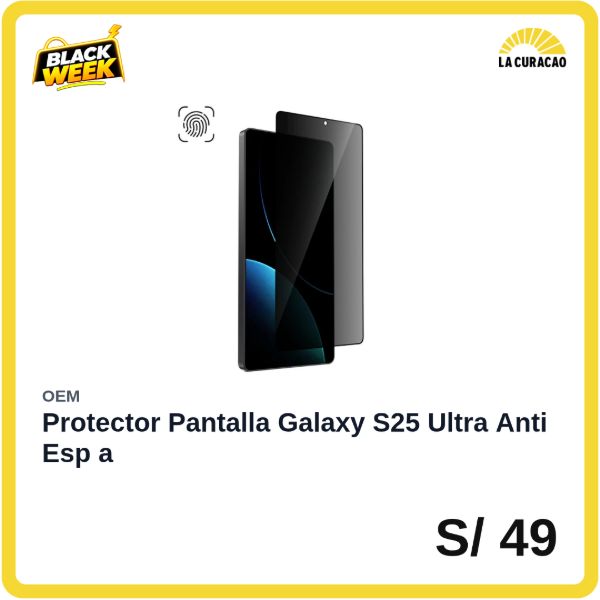 BLACK
WEEK
LA CURACAO
OEM
Protector Pantalla Galaxy S25 Ultra Anti
Esp a
S/ 49